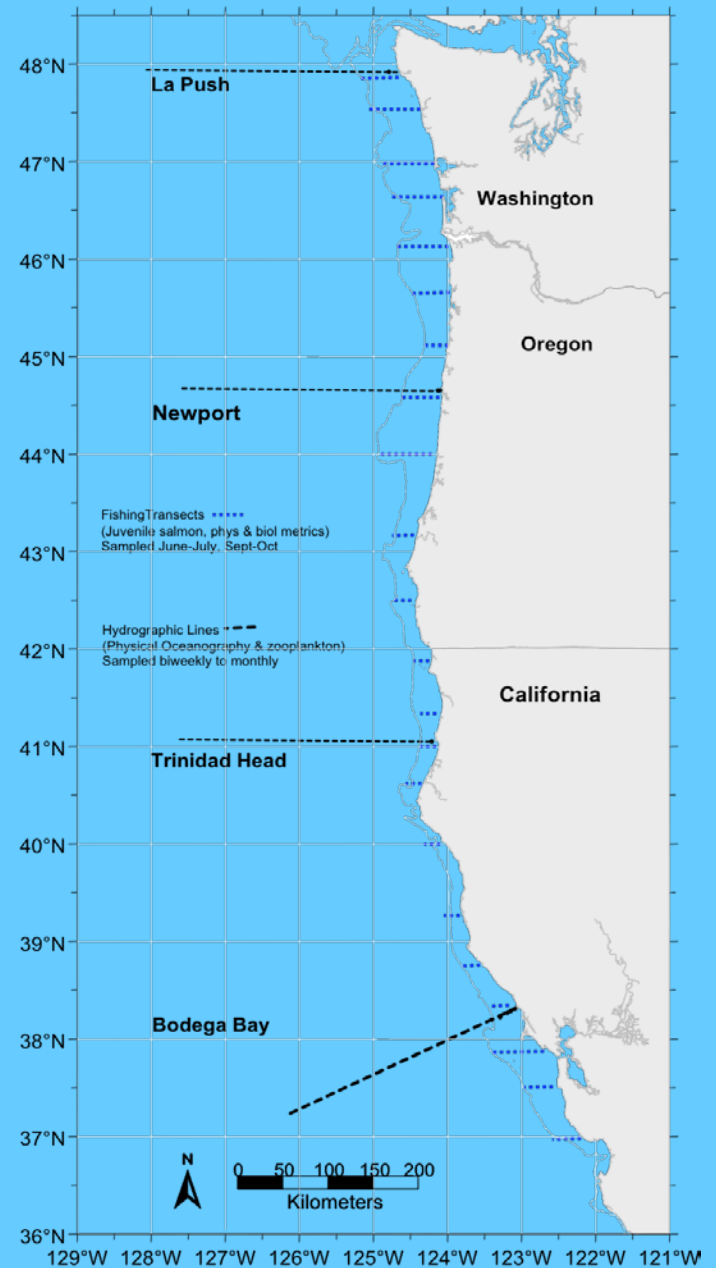 48°N
La Push
47°N
Washington
46°N
Oregon
45°N
Newport
44°N
FishingTransects
(Juvenile salmon, phys & biol metrics)
Sampled June-July, Sept-Oct
43°N
Hydrographic Lines
(Physical Oceanography & zooplankton)
Sampled biweekly to monthly
42°N
California
41°N
Trinidad Head
40°N
39°N
Bodega Bay
38°N
37°N
N
0 50 100 150 200
Kilometers
36°N
129°W 128°W 127°W 126°W 125°W 124°W 123°W 122°W 121°W